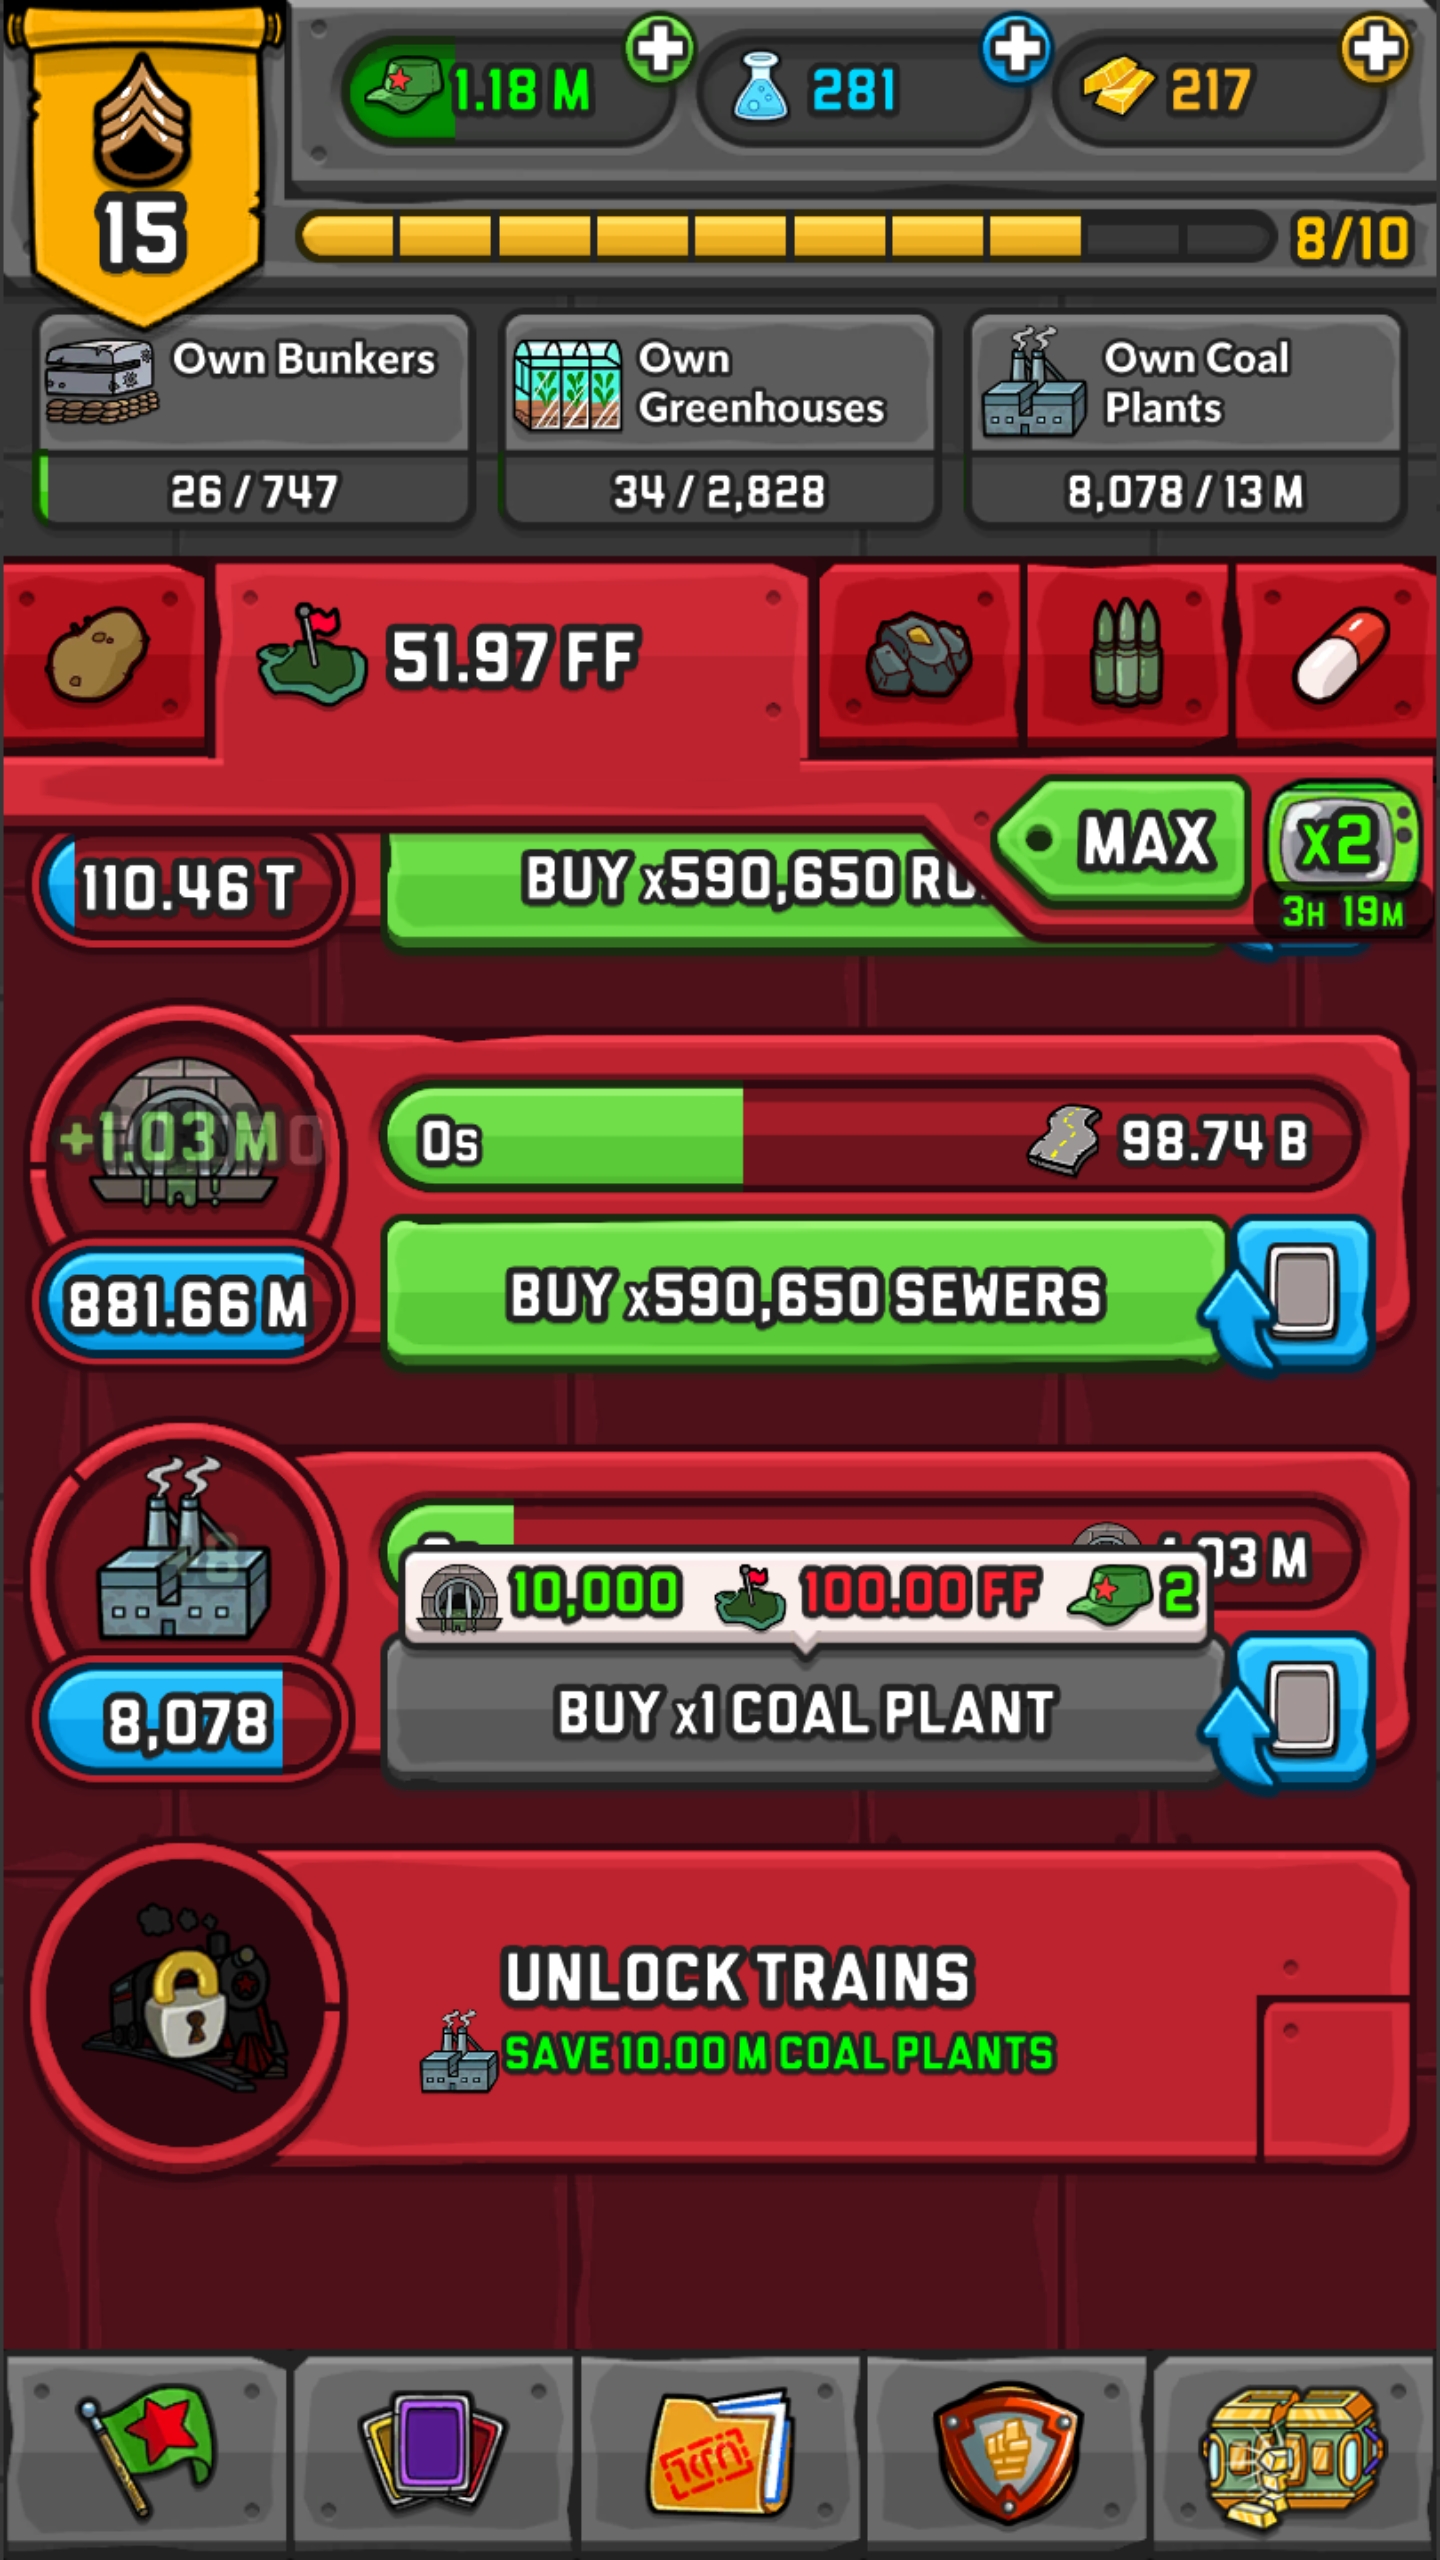 1.18 M
281
217
15
8/10
Own Bunkers
26 / 747
Own
Greenhouses
34 / 2,828
Own Coal
Plants
8,078 / 13 M
51.97 FF
MAX
x2
3H 19M
110.46 T
BUY x590,650
+1.03 M
0s
98.74 B
881.66 M
BUY x590,650 SEWERS
10,000
100.00 FF
2
8,078
BUY x1 COAL PLANT
UNLOCK TRAINS
SAVE 10.00 M COAL PLANTS